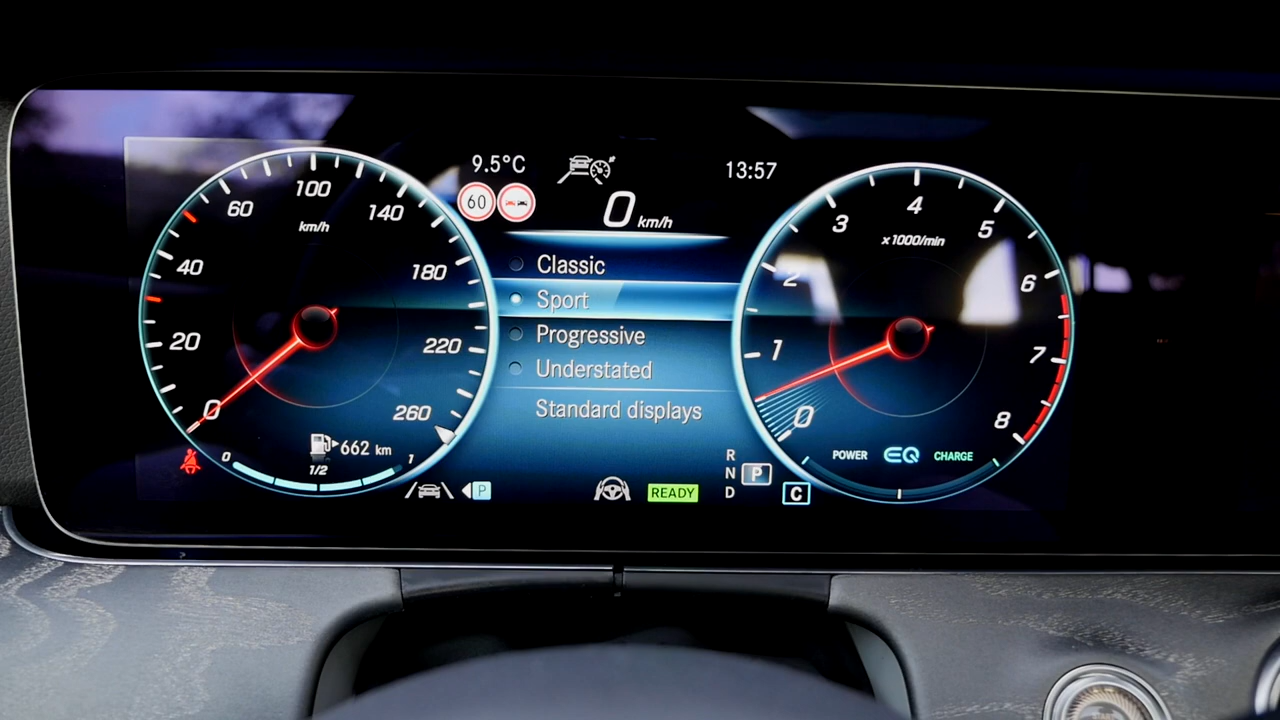 9.5°C
13:57
60
0 km/h
100
60
140
km/h
40
180
20
220
0
260
662 km
0
1/2
1
Classic
Sport
Progressive
Understated
Standard displays
P
READY
R
N P
D
C
4
3
5
x1000/min
2
6
1
7
0
8
POWER EQ CHARGE